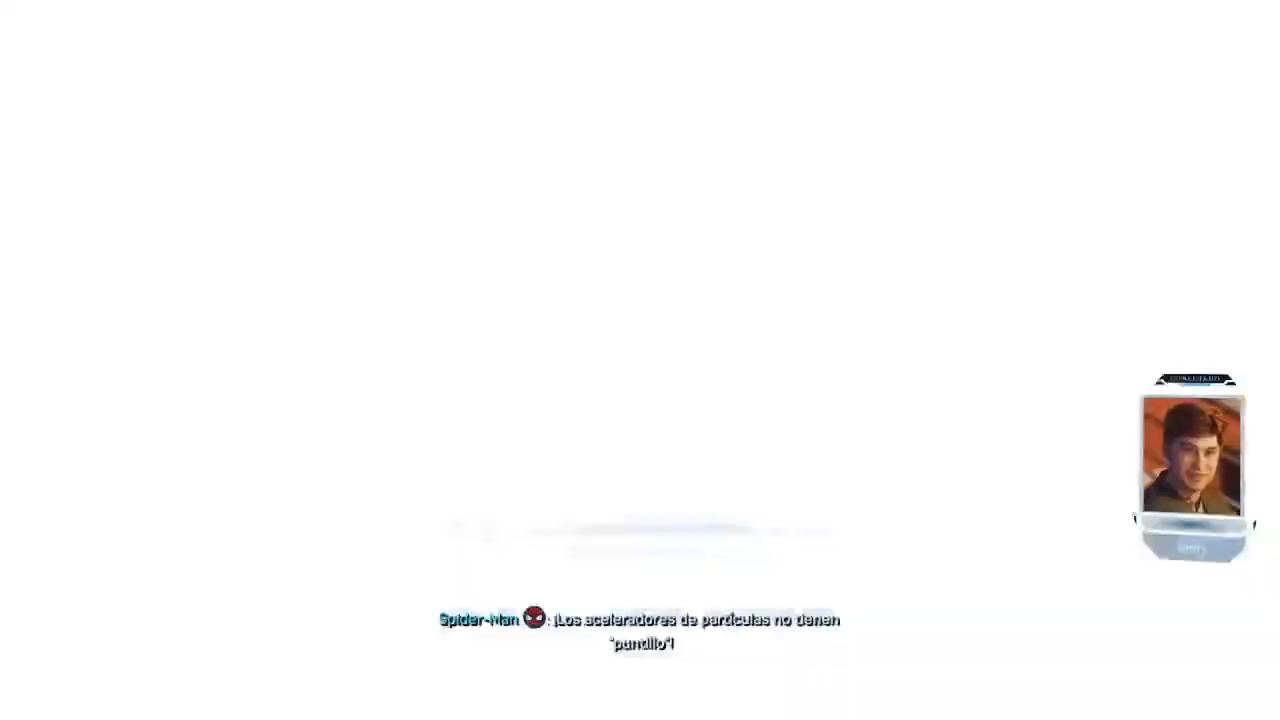 Spider-Man : ¡Los aceleradores de partículas no tienen
"puntillo"!